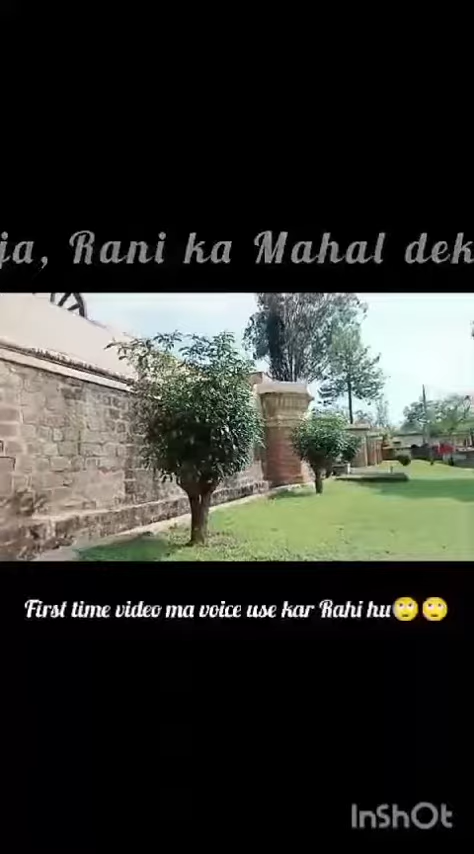 ja, Rani ka Mahal dek
First time video ma voice use kar Rahi hu🙄🙄
InShOt